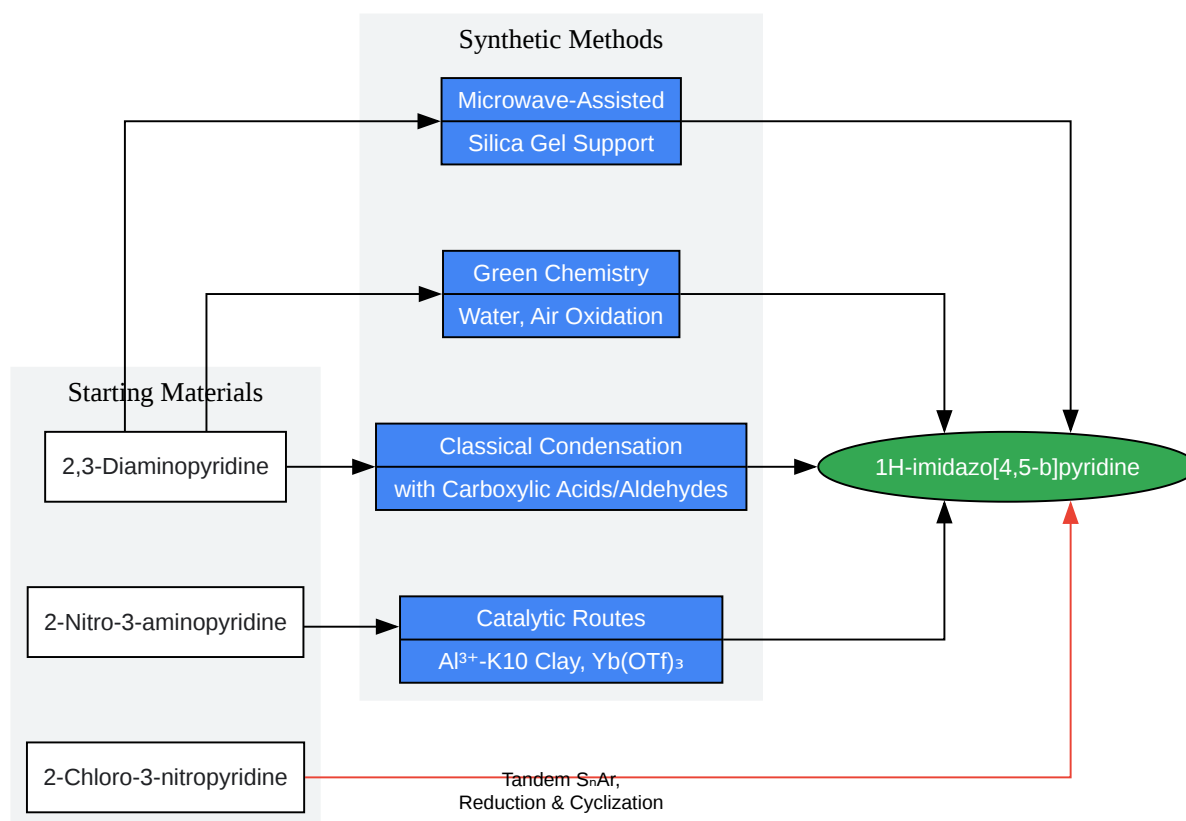 Synthetic Methods
Microwave-Assisted
Silica Gel Support
Green Chemistry
Water, Air Oxidation
Starting Materials
2,3-Diaminopyridine
Classical Condensation
with Carboxylic Acids/Aldehydes
1H-imidazo[4,5-b]pyridine
2-Nitro-3-aminopyridine
Catalytic Routes
Al³⁺-K10 Clay, Yb(OTf)₃
2-Chloro-3-nitropyridine
Tandem SₙAr,
Reduction & Cyclization